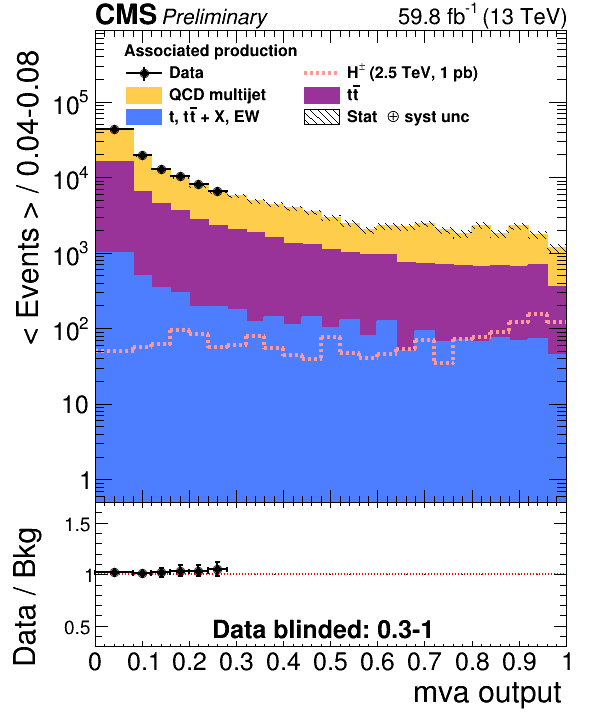 CMS Preliminary 59.8 fb⁻¹ (13 TeV)
Associated production
Data H± (2.5 TeV, 1 pb)
QCD multijet tt̄
t, tt̄ + X, EW Stat ⊕ syst unc
< Events > / 0.04-0.08
10⁵
10⁴
10³
10²
10
1
Data / Bkg
1.5
1
0.5
Data blinded: 0.3-1
0 0.1 0.2 0.3 0.4 0.5 0.6 0.7 0.8 0.9 1
mva output